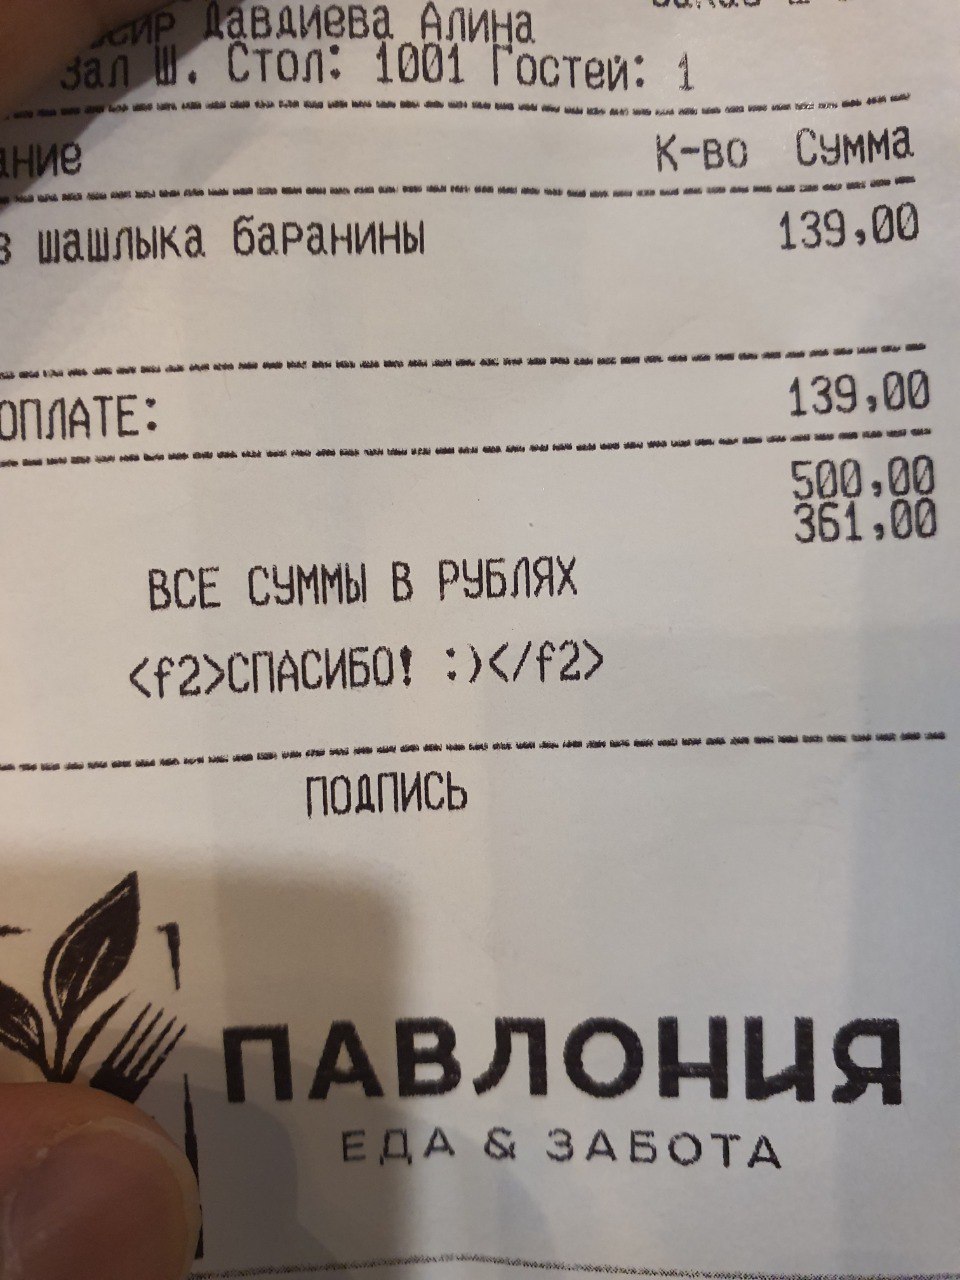 Давдиева Алина
Зал Ш. Стол: 1001 Гостей: 1
К-во Сумма
шашлыка баранины 139,00
ОПЛАТЕ: 139,00
500,00
361,00
ВСЕ СУММЫ В РУБЛЯХ
<f2>СПАСИБО! :)</f2>
ПОДПИСЬ
ПАВЛОНИЯ
ЕДА & ЗАБОТА